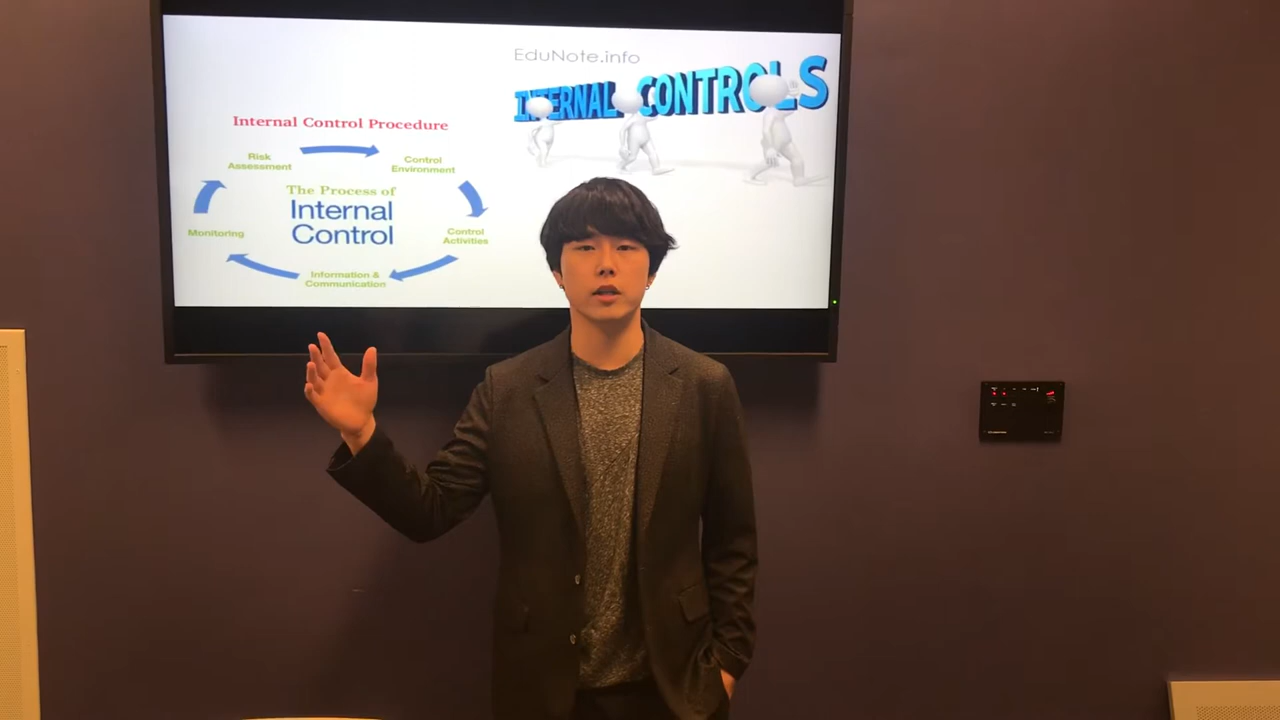 EduNote.info
INTERNAL CONTROLS
Internal Control Procedure
Risk
Assessment
Control
Environment
The Process of
Internal
Control
Monitoring
Control
Activities
Information &
Communication